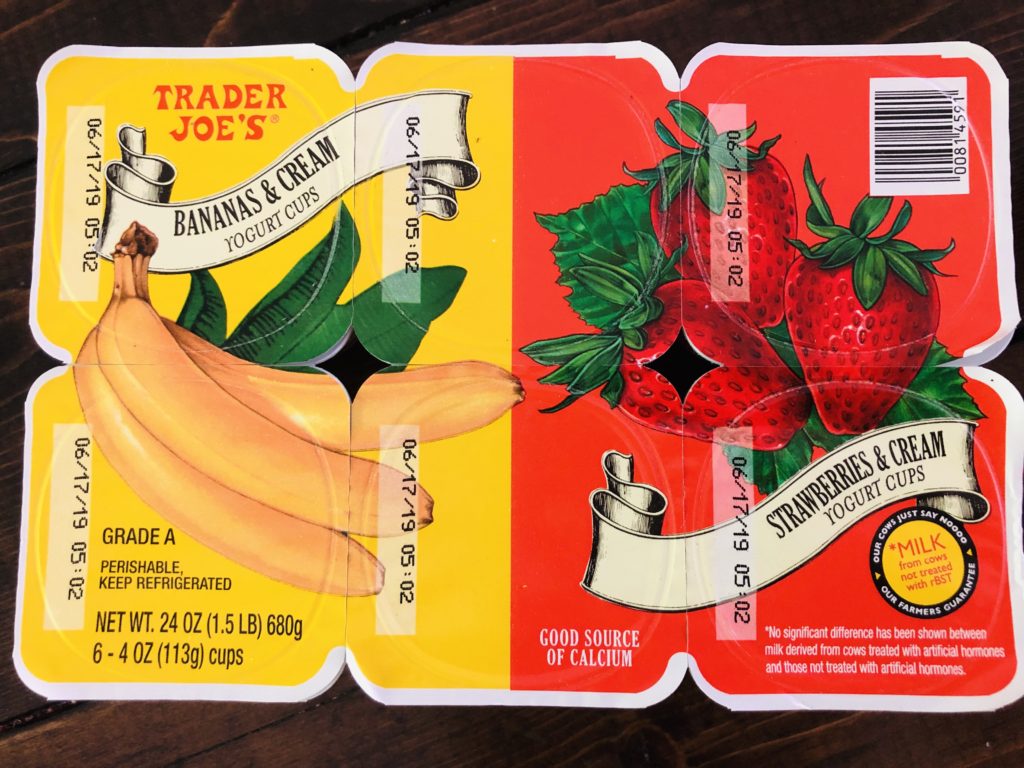 TRADER
JOE'S®
BANANAS & CREAM
YOGURT CUPS
06/17/19 05:02
06/17/19 05:02
06/17/19 05:02
0081 4591
06/17/19 05:02
06/17/19 05:02
06/17/19 05:02
GRADE A
PERISHABLE,
KEEP REFRIGERATED
NET WT. 24 OZ (1.5 LB) 680g
6 - 4 OZ (113g) cups
STRAWBERRIES & CREAM
YOGURT CUPS
GOOD SOURCE
OF CALCIUM
OUR COWS JUST SAY NOOOO
*MILK
from cows
not treated
with rBST
OUR FARMERS GUARANTEE
*No significant difference has been shown between
milk derived from cows treated with artificial hormones
and those not treated with artificial hormones.